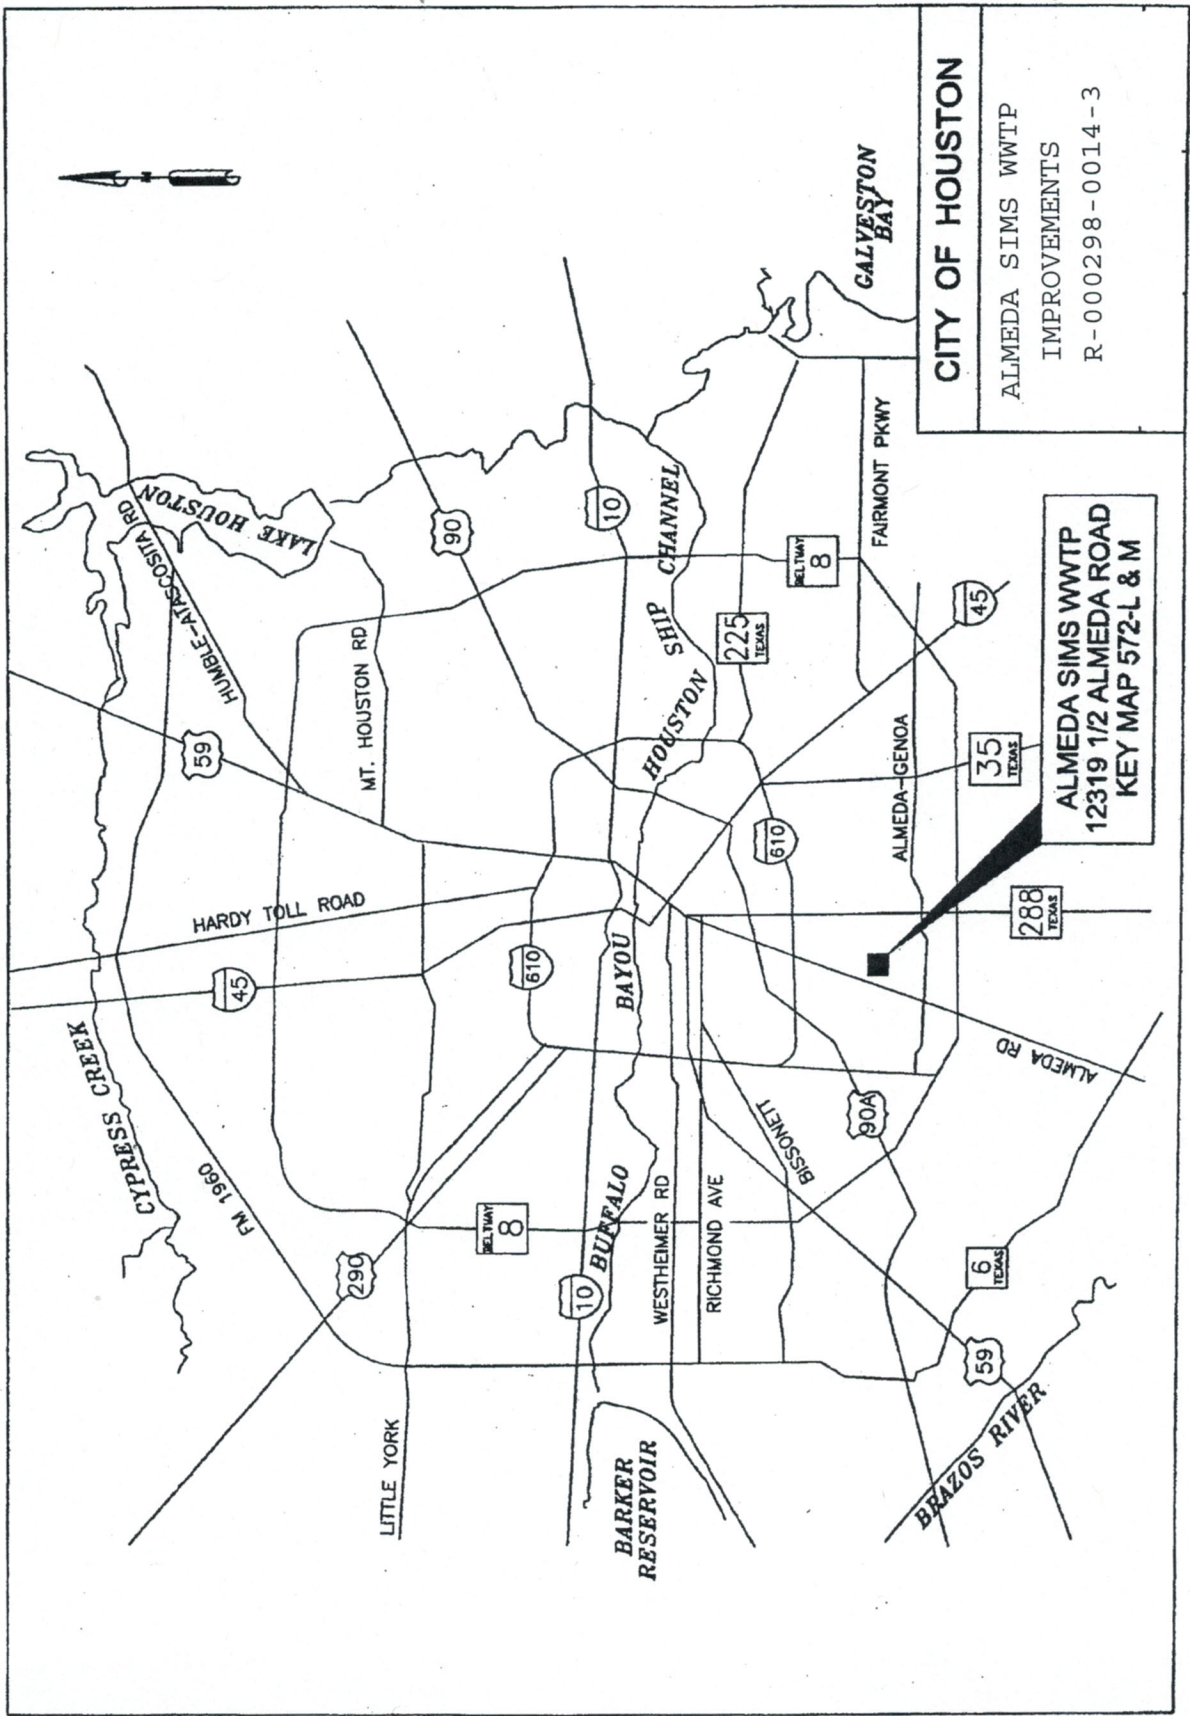 N
CYPRESS CREEK
FM 1960
HUMBLE-ATASCOSITA RD
LAKE HOUSTON
59
45
HARDY TOLL ROAD
MT. HOUSTON RD
290
LITTLE YORK
90
BELTWAY
8
610
10
10
BUFFALO
BAYOU
HOUSTON
SHIP
CHANNEL
BARKER
RESERVOIR
WESTHEIMER RD
RICHMOND AVE
BISSONETT
225
TEXAS
610
BELTWAY
8
FAIRMONT PKWY
GALVESTON
BAY
90A
ALMEDA-GENOA
45
35
TEXAS
288
TEXAS
ALMEDA RD
6
TEXAS
59
BRAZOS RIVER
ALMEDA SIMS WWTP
12319 1/2 ALMEDA ROAD
KEY MAP 572-L & M
CITY OF HOUSTON
ALMEDA SIMS WWTP
IMPROVEMENTS
R-000298-0014-3